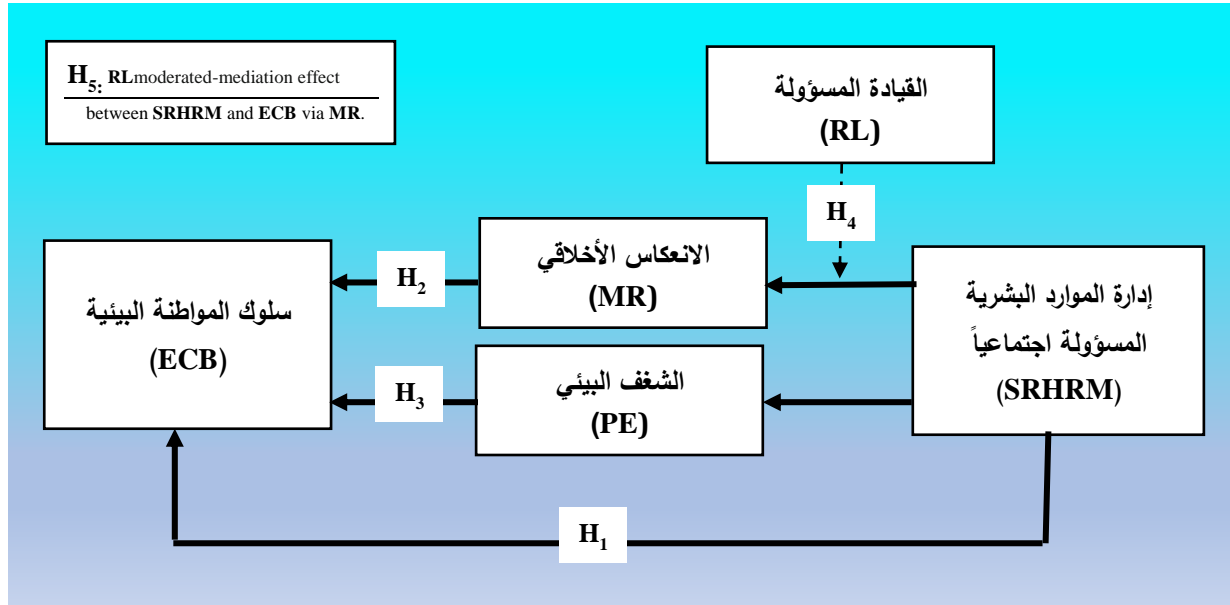 H5: RLmoderated-mediation effect
between SRHRM and ECB via MR.
القيادة المسؤولة
(RL)
H4
الانعكاس الأخلاقي
(MR)
H2
إدارة الموارد البشرية
المسؤولة اجتماعياً
(SRHRM)
سلوك المواطنة البيئية
(ECB)
الشغف البيئي
(PE)
H3
H1